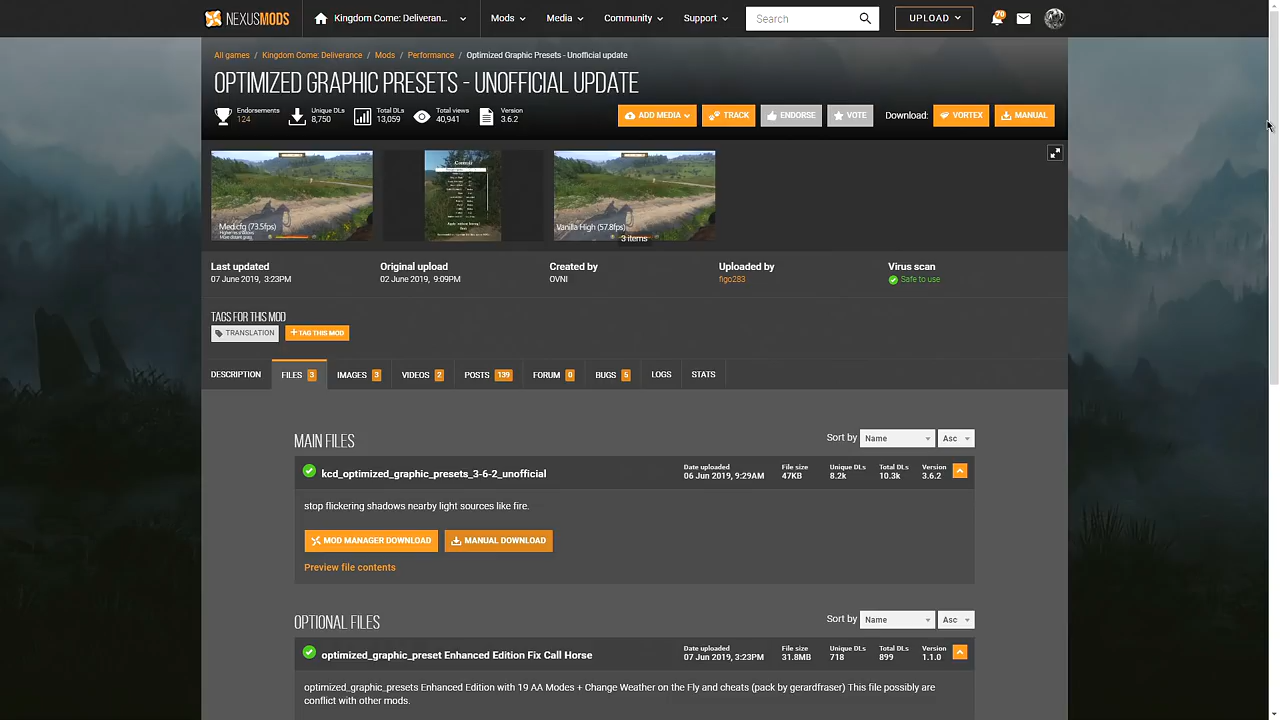 NEXUSMODS
Kingdom Come: Deliveran...
Mods
Media
Community
Support
Search
UPLOAD
70
All games / Kingdom Come: Deliverance / Mods / Performance / Optimized Graphic Presets - Unofficial update
OPTIMIZED GRAPHIC PRESETS - UNOFFICIAL UPDATE
Endorsements
124
Unique DLs
8,750
Total DLs
13,059
Total views
40,941
Version
3.6.2
ADD MEDIA
TRACK
ENDORSE
VOTE
Download:
VORTEX
MANUAL
Med.cfg (73.5fps)
Vanilla High (57.8fps)
3 items
Last updated
07 June 2019, 3:23PM
Original upload
02 June 2019, 9:09PM
Created by
OVNI
Uploaded by
figo283
Virus scan
Safe to use
TAGS FOR THIS MOD
TRANSLATION
+ TAG THIS MOD
DESCRIPTION
FILES 3
IMAGES 3
VIDEOS 2
POSTS 139
FORUM 0
BUGS 5
LOGS
STATS
MAIN FILES
Sort by Name Asc
kcd_optimized_graphic_presets_3-6-2_unofficial
Date uploaded
06 Jun 2019, 9:29AM
File size
47KB
Unique DLs
8.2k
Total DLs
10.3k
Version
3.6.2
stop flickering shadows nearby light sources like fire.
MOD MANAGER DOWNLOAD
MANUAL DOWNLOAD
Preview file contents
OPTIONAL FILES
Sort by Name Asc
optimized_graphic_preset Enhanced Edition Fix Call Horse
Date uploaded
07 Jun 2019, 3:23PM
File size
31.8MB
Unique DLs
718
Total DLs
899
Version
1.1.0
optimized_graphic_presets Enhanced Edition with 19 AA Modes + Change Weather on the Fly and cheats (pack by gerardfraser) This file possibly are
conflict with other mods.